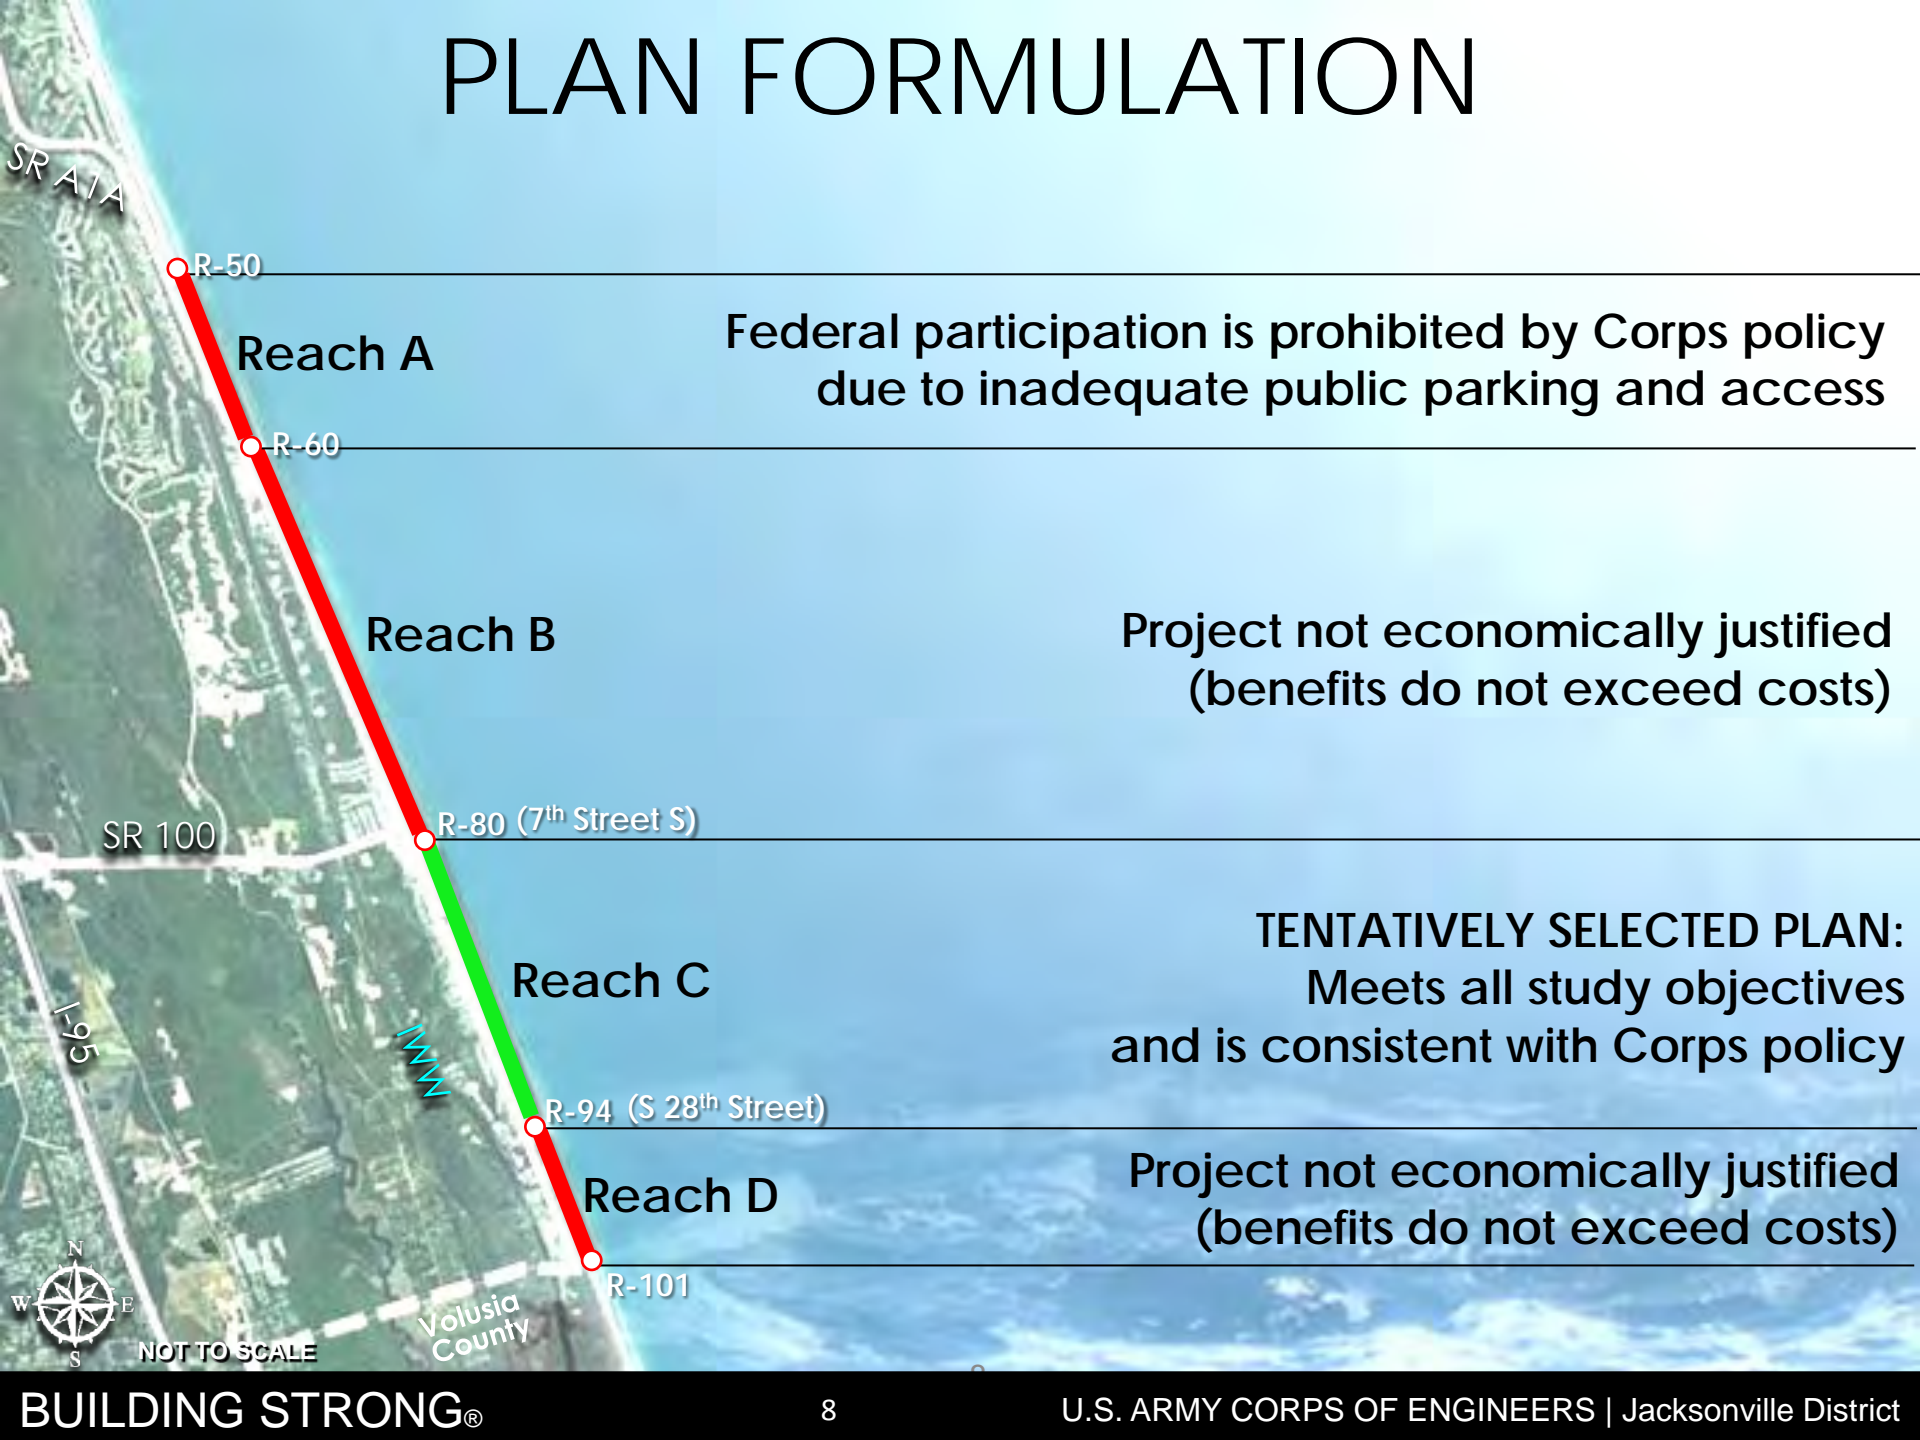 PLAN FORMULATION
SR A1A
R-50
Reach A
Federal participation is prohibited by Corps policy
due to inadequate public parking and access
R-60
Reach B
Project not economically justified
(benefits do not exceed costs)
R-80 (7th Street S)
SR 100
Reach C
TENTATIVELY SELECTED PLAN:
Meets all study objectives
and is consistent with Corps policy
I-95
IWW
R-94 (S 28th Street)
Reach D
Project not economically justified
(benefits do not exceed costs)
R-101
Volusia
County
N
W E
S
NOT TO SCALE
BUILDING STRONG®
8
U.S. ARMY CORPS OF ENGINEERS | Jacksonville District